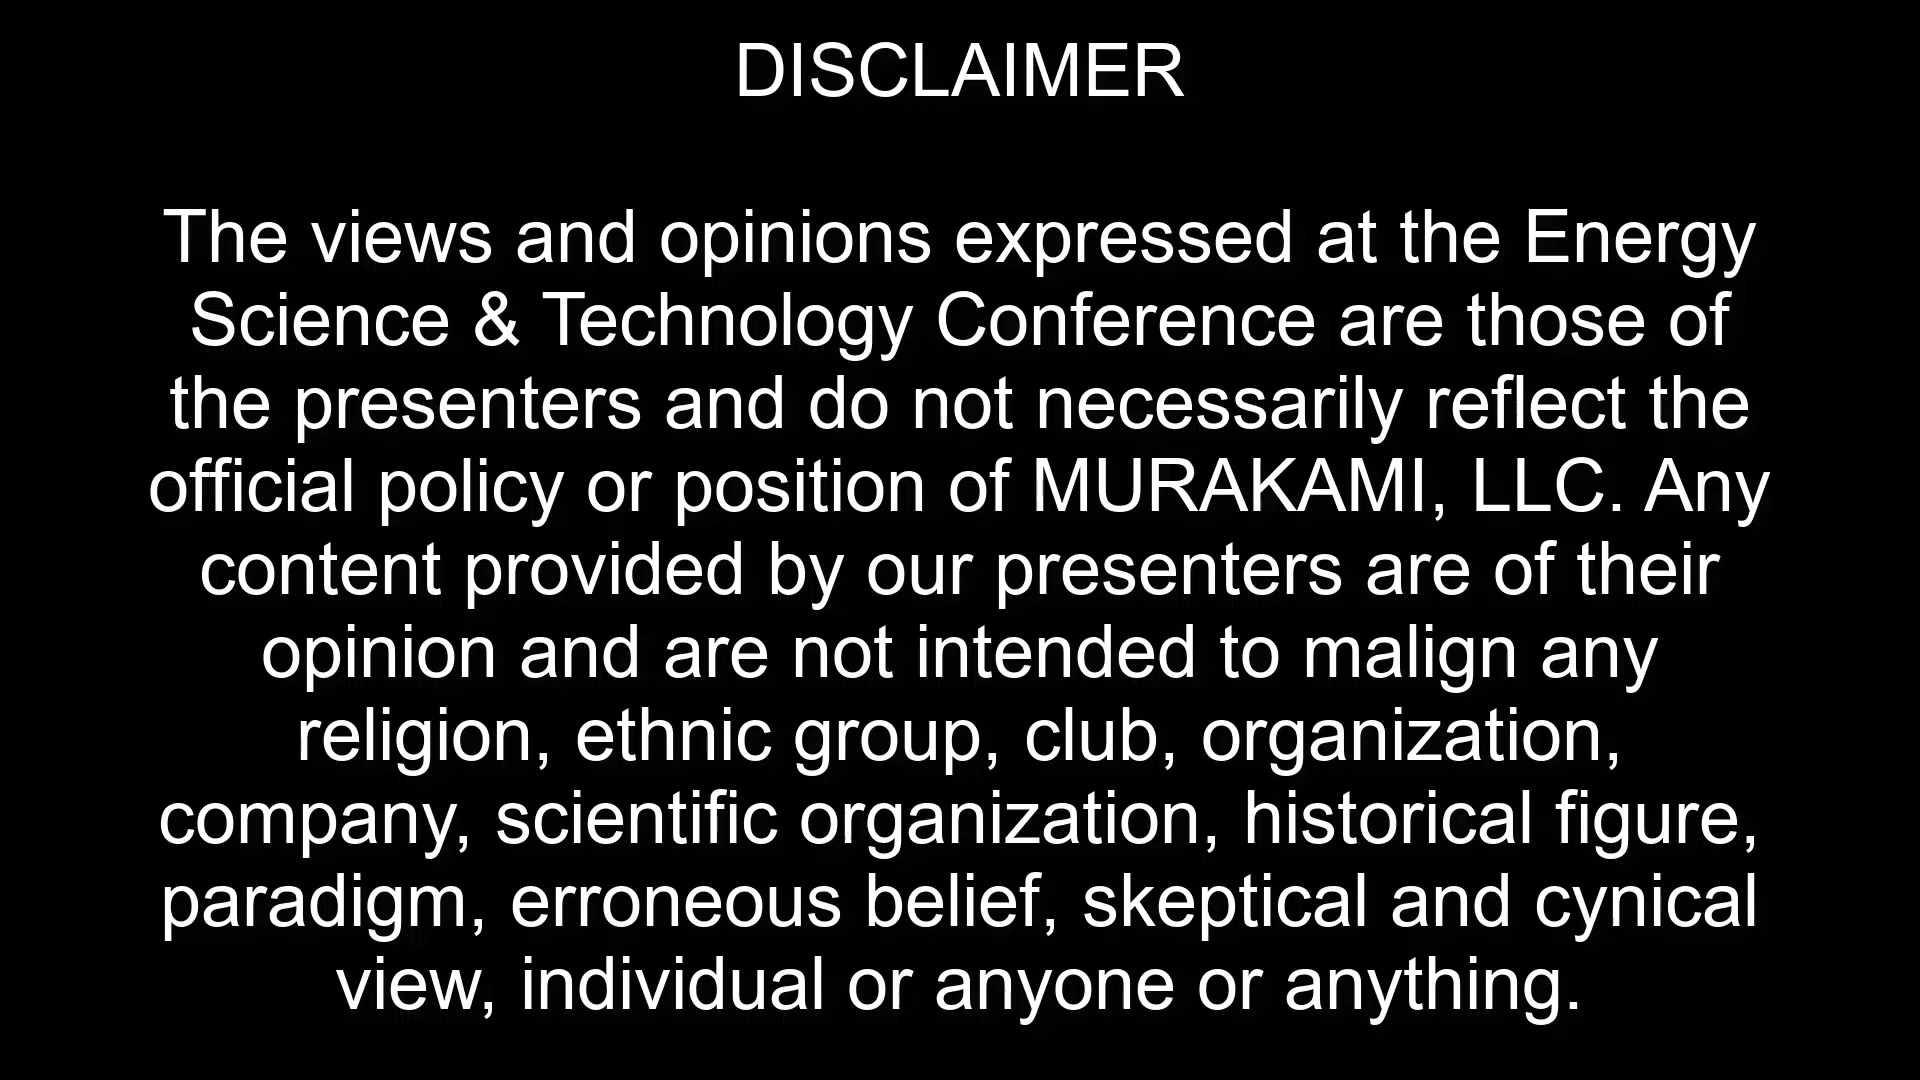 DISCLAIMER
The views and opinions expressed at the Energy
Science & Technology Conference are those of
the presenters and do not necessarily reflect the
official policy or position of MURAKAMI, LLC. Any
content provided by our presenters are of their
opinion and are not intended to malign any
religion, ethnic group, club, organization,
company, scientific organization, historical figure,
paradigm, erroneous belief, skeptical and cynical
view, individual or anyone or anything.